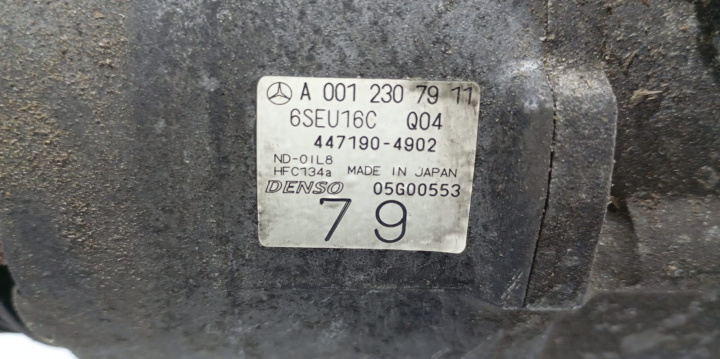 A 001 230 79 11
6SEU16C Q04
447190-4902
ND-OIL8
HFC134a MADE IN JAPAN
DENSO 05G00553
79